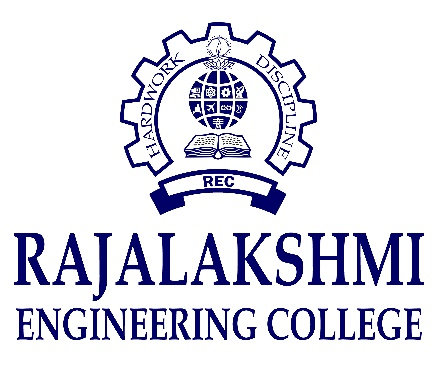 HARDWORK
DISCIPLINE
REC
RAJALAKSHMI
ENGINEERING COLLEGE